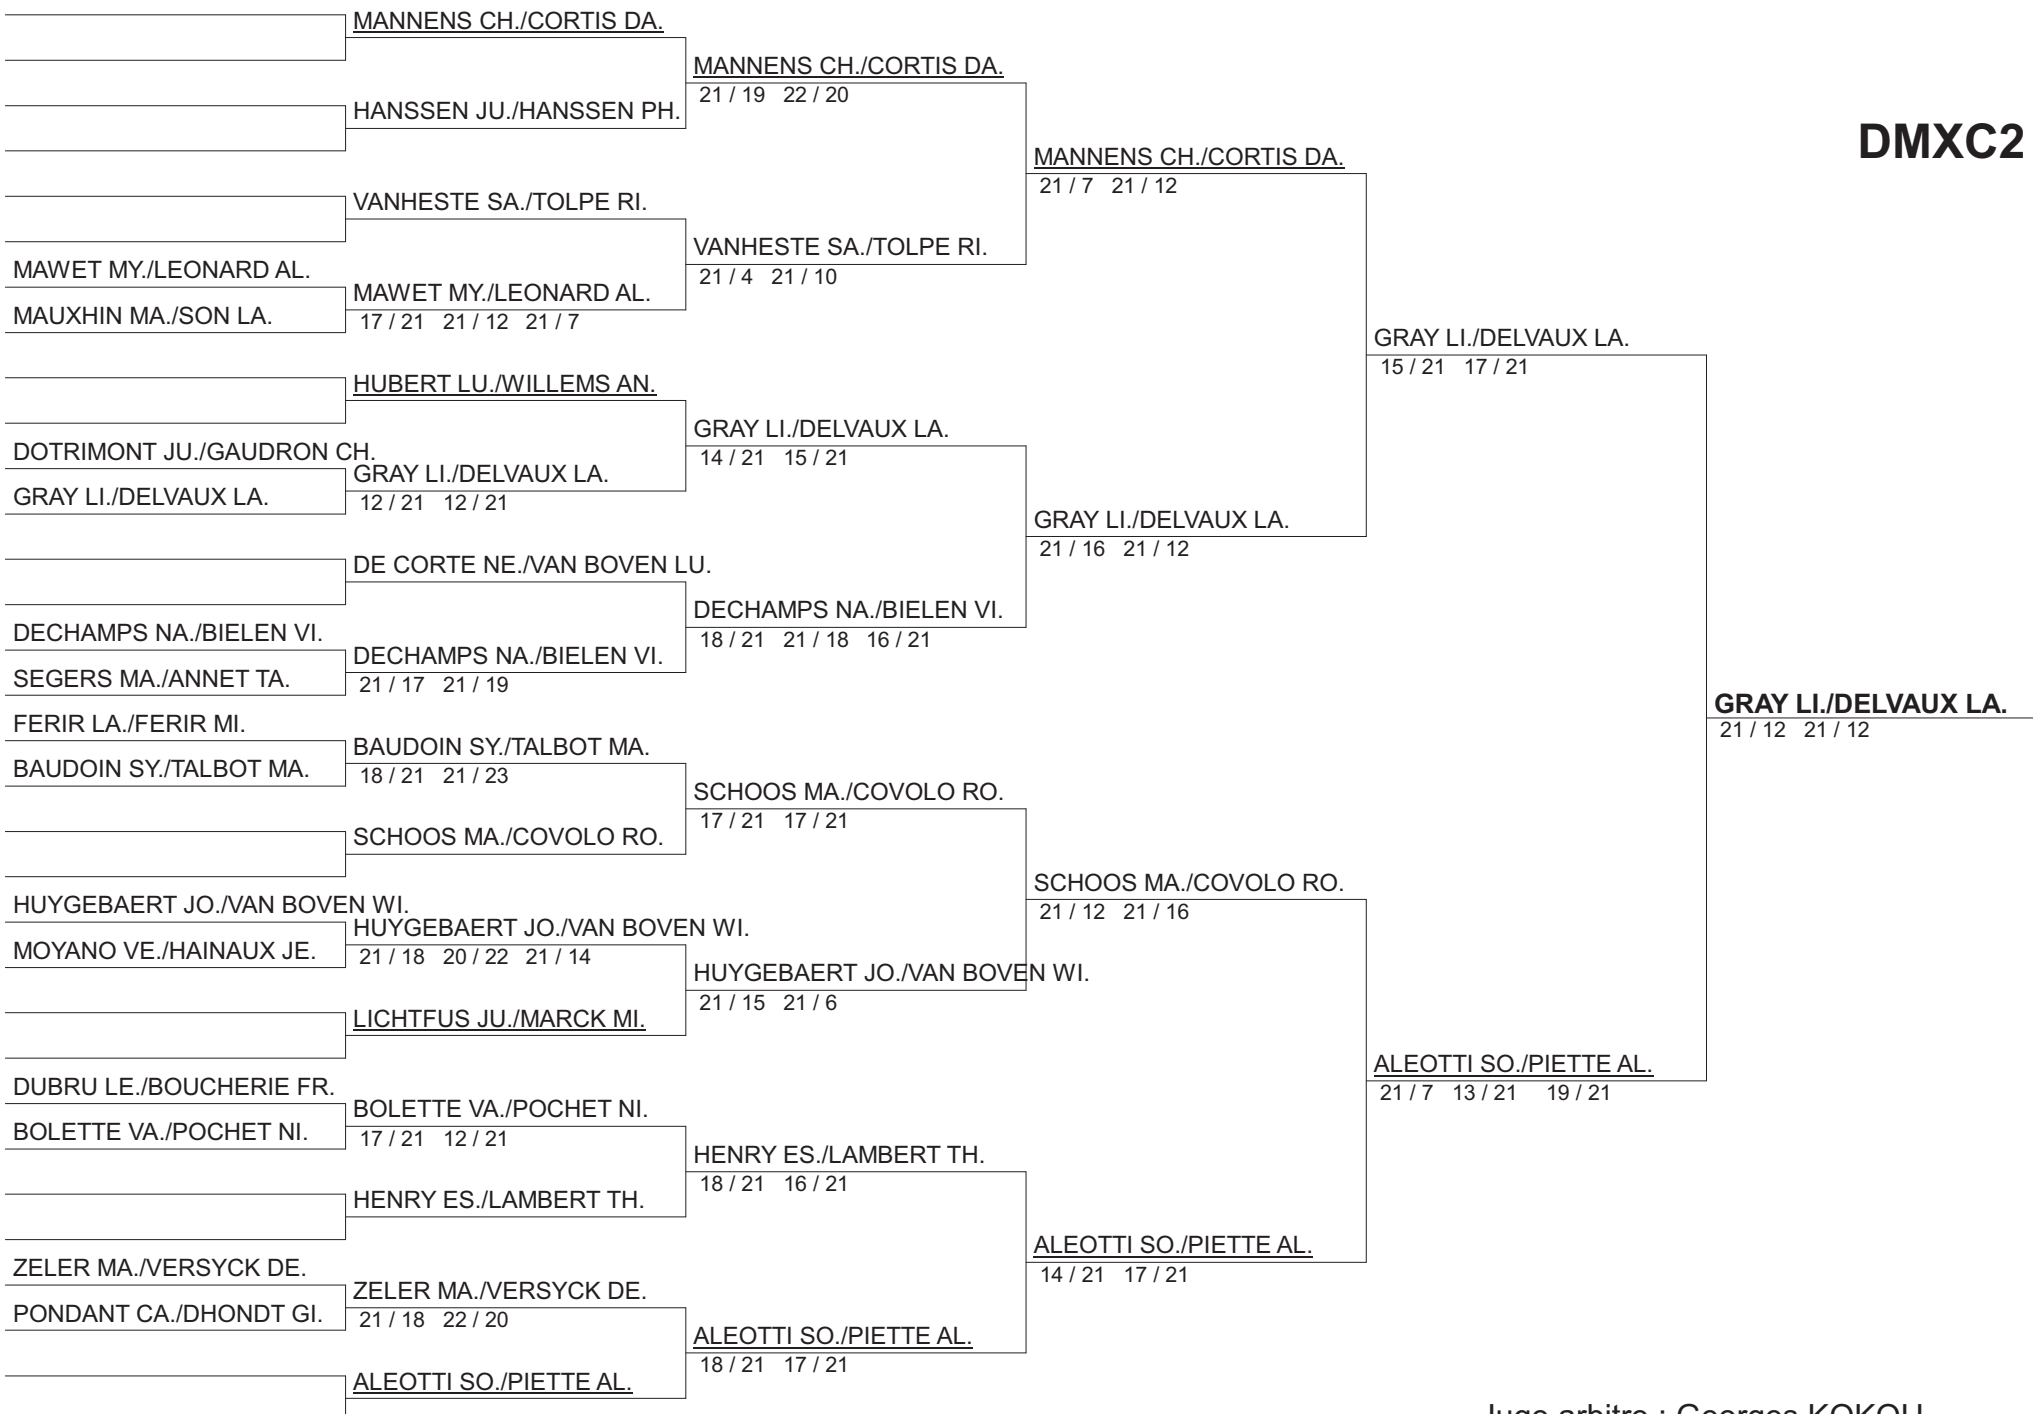 MANNENS CH./CORTIS DA.
MANNENS CH./CORTIS DA.
21 / 19 22 / 20
HANSSEN JU./HANSSEN PH.
DMXC2
MANNENS CH./CORTIS DA.
21 / 7 21 / 12
VANHESTE SA./TOLPE RI.
VANHESTE SA./TOLPE RI.
21 / 4 21 / 10
MAWET MY./LEONARD AL.
MAWET MY./LEONARD AL.
17 / 21 21 / 12 21 / 7
MAUXHIN MA./SON LA.
GRAY LI./DELVAUX LA.
15 / 21 17 / 21
HUBERT LU./WILLEMS AN.
GRAY LI./DELVAUX LA.
14 / 21 15 / 21
DOTRIMONT JU./GAUDRON CH.
GRAY LI./DELVAUX LA.
12 / 21 12 / 21
GRAY LI./DELVAUX LA.
GRAY LI./DELVAUX LA.
21 / 16 21 / 12
DE CORTE NE./VAN BOVEN LU.
DECHAMPS NA./BIELEN VI.
18 / 21 21 / 18 16 / 21
DECHAMPS NA./BIELEN VI.
DECHAMPS NA./BIELEN VI.
21 / 17 21 / 19
SEGERS MA./ANNET TA.
GRAY LI./DELVAUX LA.
21 / 12 21 / 12
FERIR LA./FERIR MI.
BAUDOIN SY./TALBOT MA.
18 / 21 21 / 23
BAUDOIN SY./TALBOT MA.
SCHOOS MA./COVOLO RO.
17 / 21 17 / 21
SCHOOS MA./COVOLO RO.
SCHOOS MA./COVOLO RO.
21 / 12 21 / 16
HUYGEBAERT JO./VAN BOVEN WI.
HUYGEBAERT JO./VAN BOVEN WI.
21 / 18 20 / 22 21 / 14
MOYANO VE./HAINAUX JE.
HUYGEBAERT JO./VAN BOVEN WI.
21 / 15 21 / 6
LICHTFUS JU./MARCK MI.
ALEOTTI SO./PIETTE AL.
21 / 7 13 / 21 19 / 21
DUBRU LE./BOUCHERIE FR.
BOLETTE VA./POCHET NI.
17 / 21 12 / 21
BOLETTE VA./POCHET NI.
HENRY ES./LAMBERT TH.
18 / 21 16 / 21
HENRY ES./LAMBERT TH.
ALEOTTI SO./PIETTE AL.
14 / 21 17 / 21
ZELER MA./VERSYCK DE.
ZELER MA./VERSYCK DE.
21 / 18 22 / 20
PONDANT CA./DHONDT GI.
ALEOTTI SO./PIETTE AL.
18 / 21 17 / 21
ALEOTTI SO./PIETTE AL.
Juge arbitre : Georges KOKOU